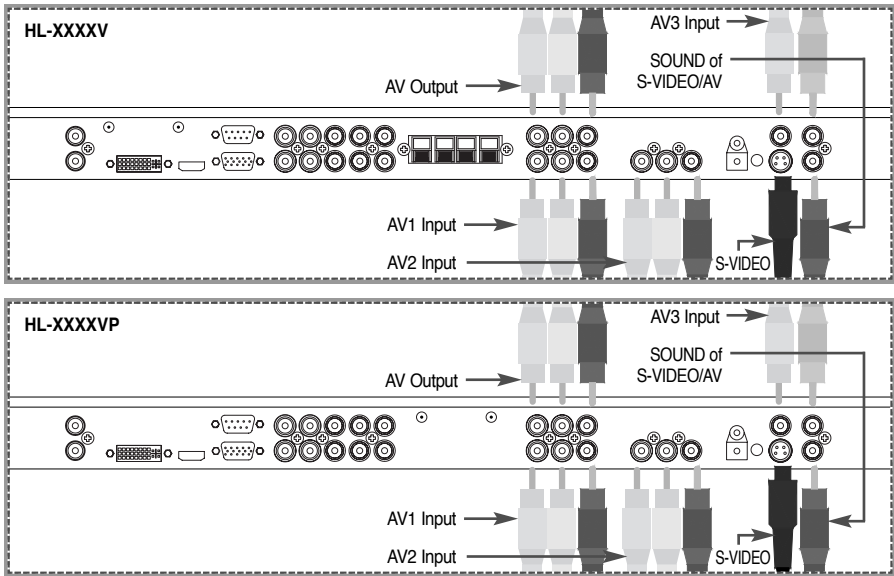 HL-XXXXV
AV3 Input
SOUND of
S-VIDEO/AV
AV Output
AV1 Input
AV2 Input
S-VIDEO
HL-XXXXVP
AV3 Input
SOUND of
S-VIDEO/AV
AV Output
AV1 Input
AV2 Input
S-VIDEO